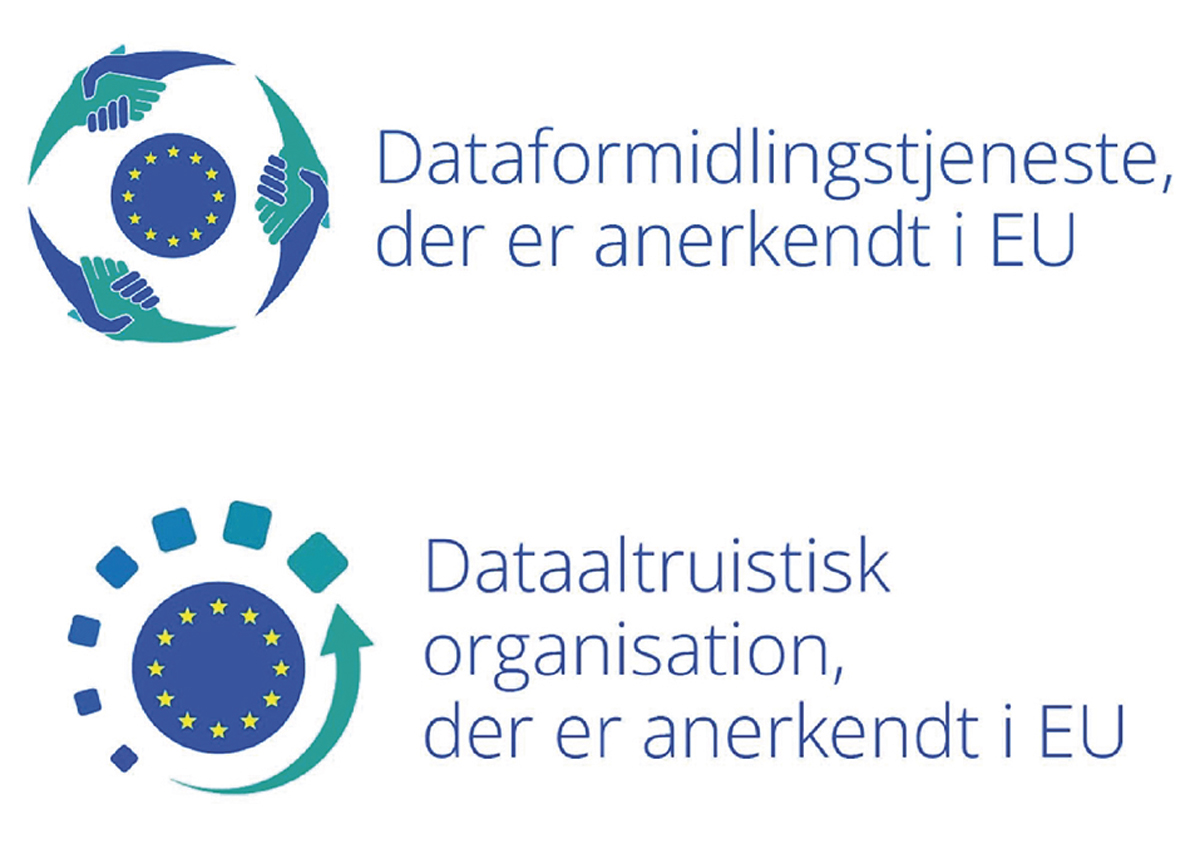 Dataformidlingstjeneste,
der er anerkendt i EU
Dataaltruistisk
organisation,
der er anerkendt i EU